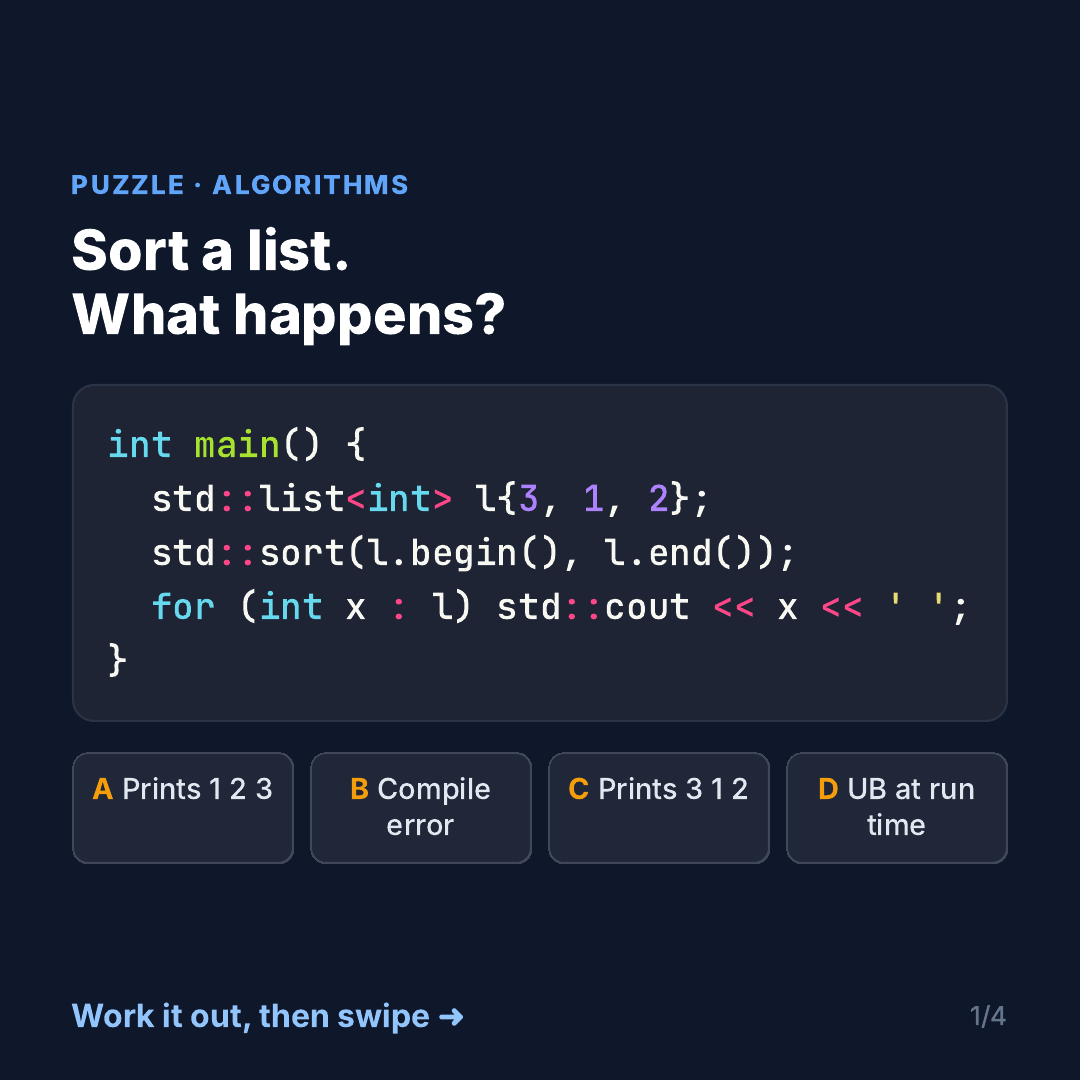 PUZZLE · ALGORITHMS
Sort a list.
What happens?
int main() {
  std::list<int> l{3, 1, 2};
  std::sort(l.begin(), l.end());
  for (int x : l) std::cout << x << ' ';
}
A Prints 1 2 3
B Compile
error
C Prints 3 1 2
D UB at run
time
Work it out, then swipe ➜
1/4